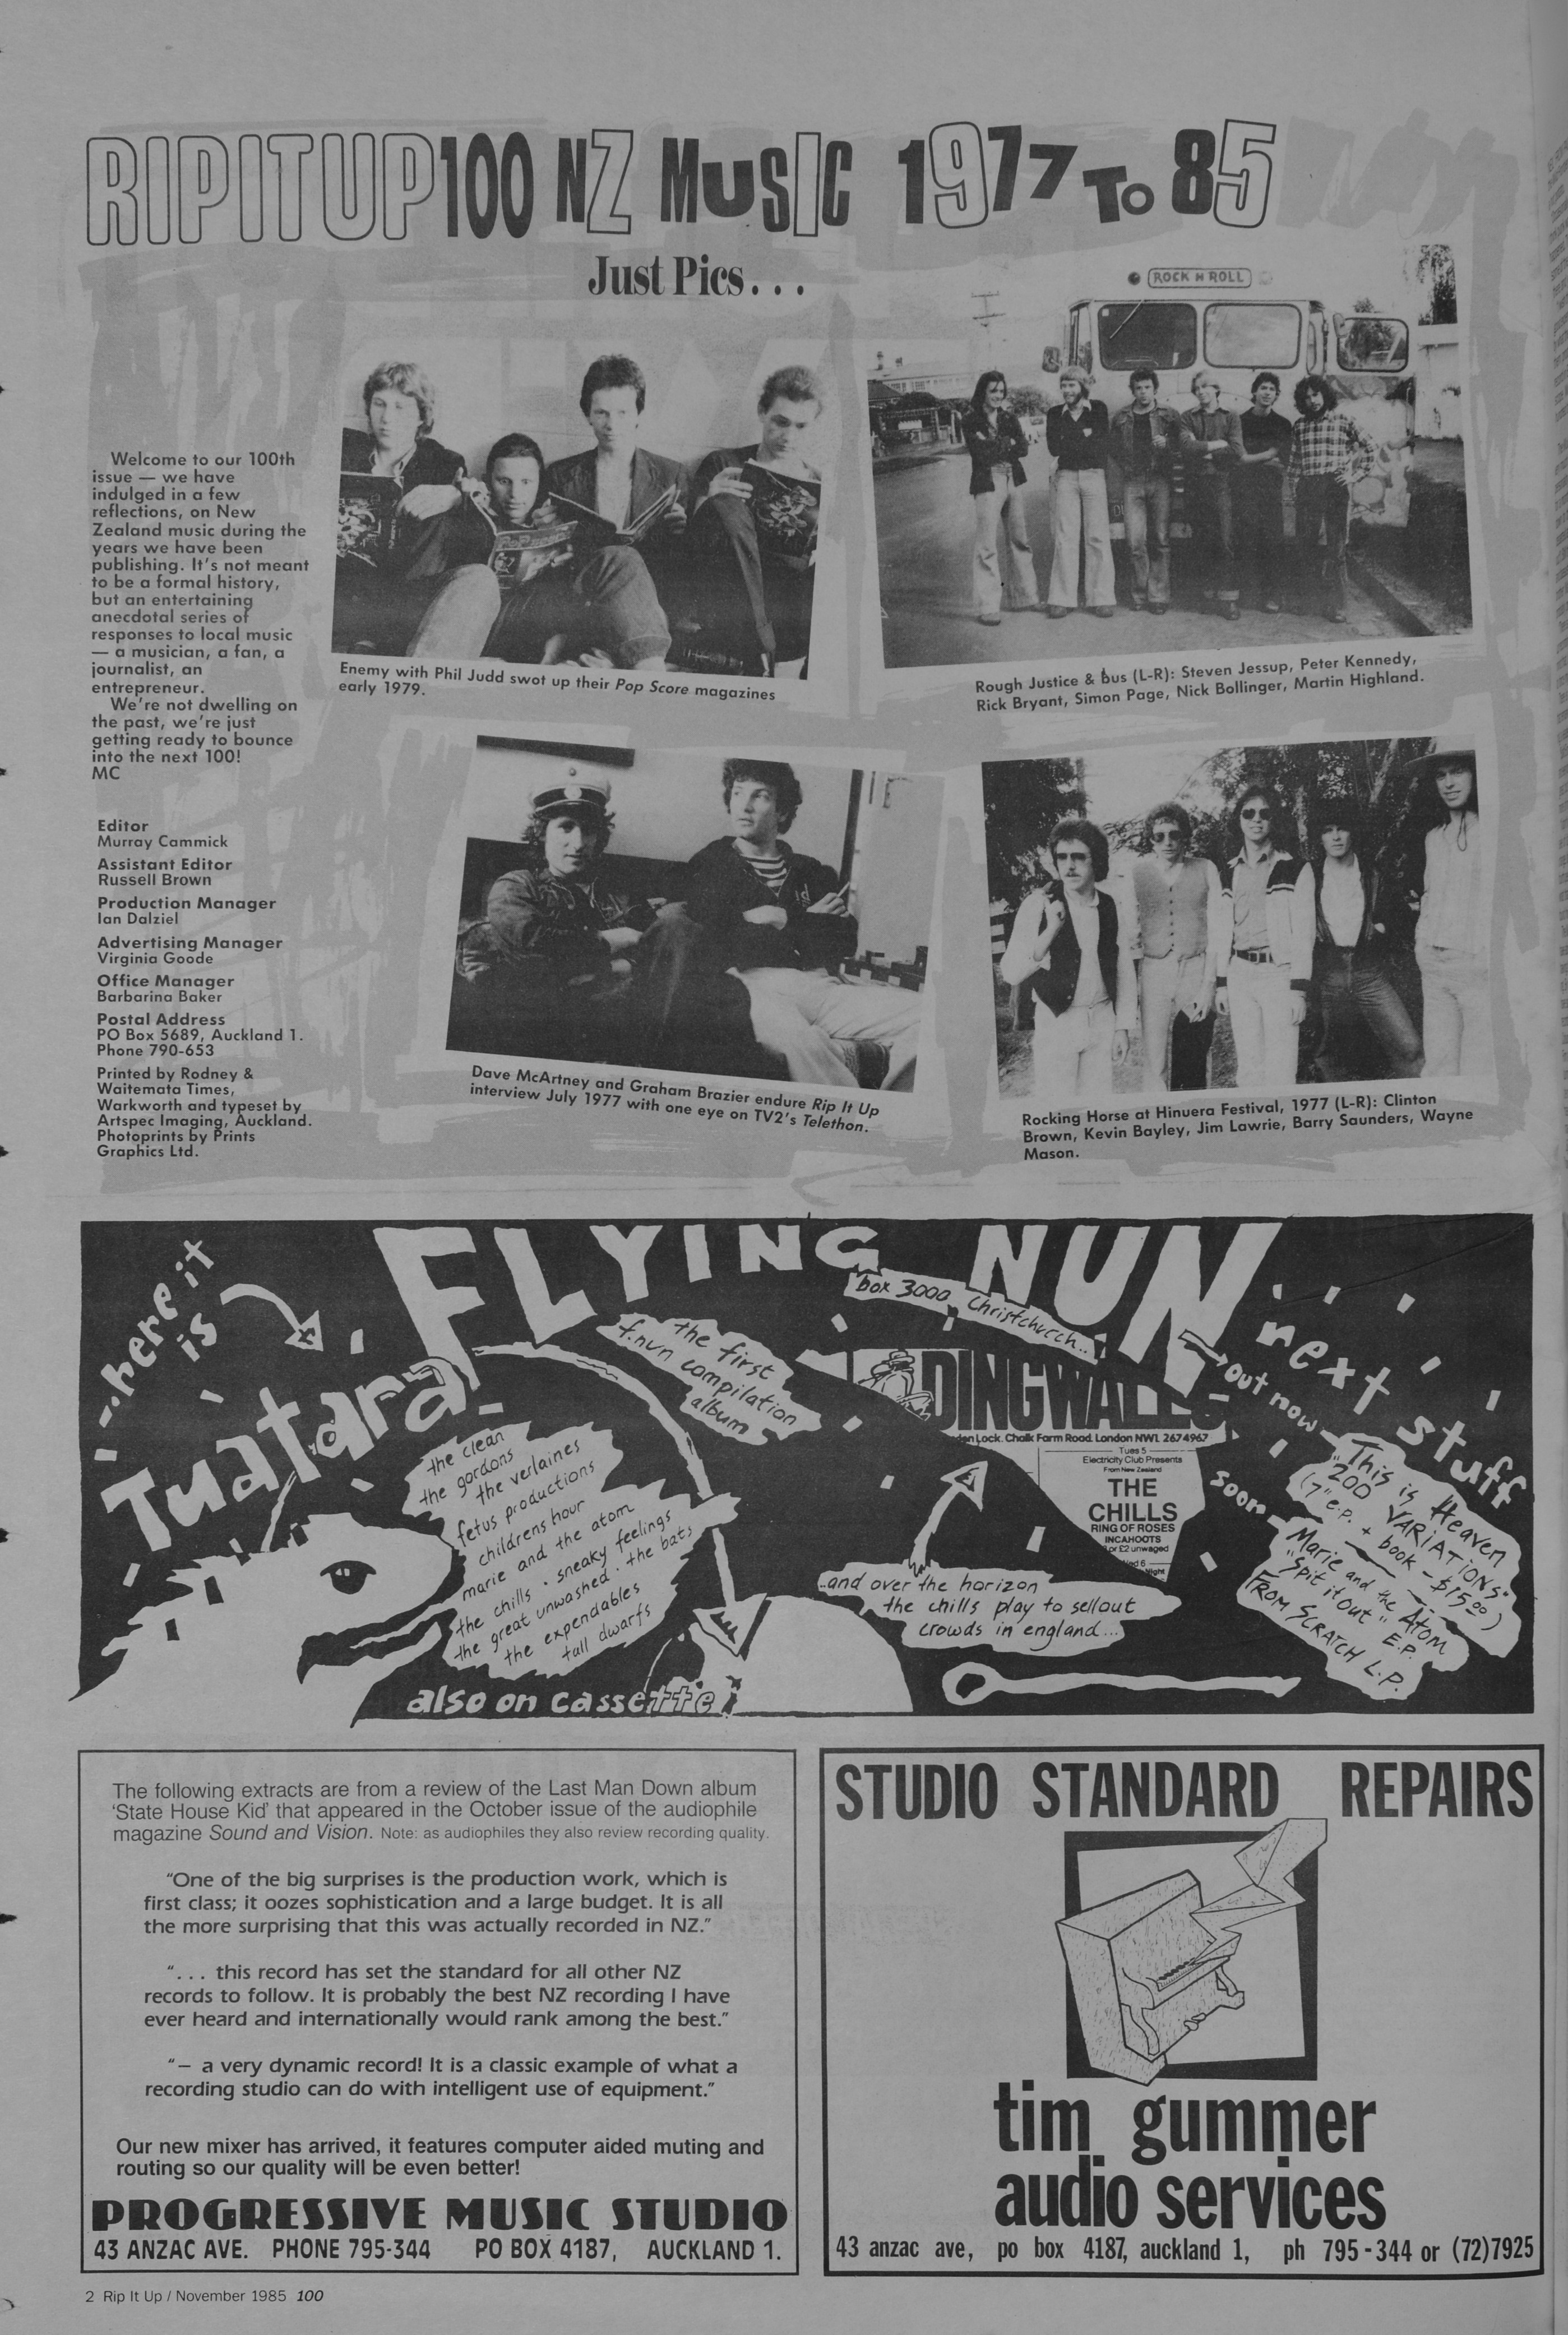 RIPITUP100 NZ MUSIC 1977 TO 85
Just Pics...
ROCK N ROLL
Welcome to our 100th
issue — we have
indulged in a few
reflections, on New
Zealand music during the
years we have been
publishing. It's not meant
to be a formal history,
but an entertaining
anecdotal series of
responses to local music
— a musician, a fan, a
journalist, an
entrepreneur.
We're not dwelling on
the past, we're just
getting ready to bounce
into the next 100!
MC
Editor
Murray Cammick
Assistant Editor
Russell Brown
Production Manager
Ian Dalziel
Advertising Manager
Virginia Goode
Office Manager
Barbarina Baker
Postal Address
PO Box 5689, Auckland 1.
Phone 790-653
Printed by Rodney &
Waitemata Times,
Warkworth and typeset by
Artspec Imaging, Auckland.
Photoprints by Prints
Graphics Ltd.
Enemy with Phil Judd swot up their Pop Score magazines
early 1979.
Rough Justice & bus (L-R): Steven Jessup, Peter Kennedy,
Rick Bryant, Simon Page, Nick Bollinger, Martin Highland.
Dave McArtney and Graham Brazier endure Rip It Up
interview July 1977 with one eye on TV2's Telethon.
Rocking Horse at Hinuera Festival, 1977 (L-R): Clinton
Brown, Kevin Bayley, Jim Lawrie, Barry Saunders, Wayne
Mason.
FLYING NUN...
box 3000 Christchurch..
...here it
is
Tuatara
the first
f.nun compilation
album
the clean
the gordons
the verlaines
fetus productions
childrens hour
marie and the atom
the chills · sneaky feelings
the great unwashed · the bats
the expendables
tall dwarfs
also on cassette
DINGWALLS
Lock. Chalk Farm Road. London NW1. 2674967
Tues 5
Electricity Club Presents
From New Zealand
THE
CHILLS
RING OF ROSES
INCAHOOTS
or £2 unwaged
..and over the horizon
the chills play to sellout
crowds in england...
next stuff
out now
This is Heaven
"200 VARIATIONS"
(7" e.p. + book - $15.00)
soon
Marie and the Atom
"Spit it out" E.P.
FROM SCRATCH L.P.
The following extracts are from a review of the Last Man Down album
'State House Kid' that appeared in the October issue of the audiophile
magazine Sound and Vision. Note: as audiophiles they also review recording quality.
"One of the big surprises is the production work, which is
first class; it oozes sophistication and a large budget. It is all
the more surprising that this was actually recorded in NZ."
"... this record has set the standard for all other NZ
records to follow. It is probably the best NZ recording I have
ever heard and internationally would rank among the best."
"— a very dynamic record! It is a classic example of what a
recording studio can do with intelligent use of equipment."
Our new mixer has arrived, it features computer aided muting and
routing so our quality will be even better!
PROGRESSIVE MUSIC STUDIO
43 ANZAC AVE. PHONE 795-344 PO BOX 4187, AUCKLAND 1.
STUDIO STANDARD REPAIRS
tim gummer
audio services
43 anzac ave, po box 4187, auckland 1, ph 795-344 or (72)7925
2 Rip It Up / November 1985 100